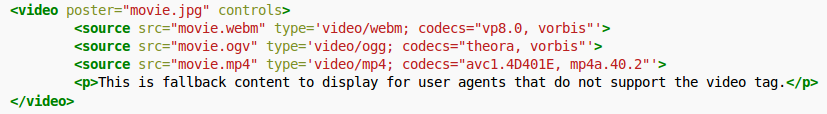 <video poster="movie.jpg" controls>
<source src="movie.webm" type='video/webm; codecs="vp8.0, vorbis"'>
<source src="movie.ogv" type='video/ogg; codecs="theora, vorbis"'>
<source src="movie.mp4" type='video/mp4; codecs="avc1.4D401E, mp4a.40.2"'>
<p>This is fallback content to display for user agents that do not support the video tag.</p>
</video>